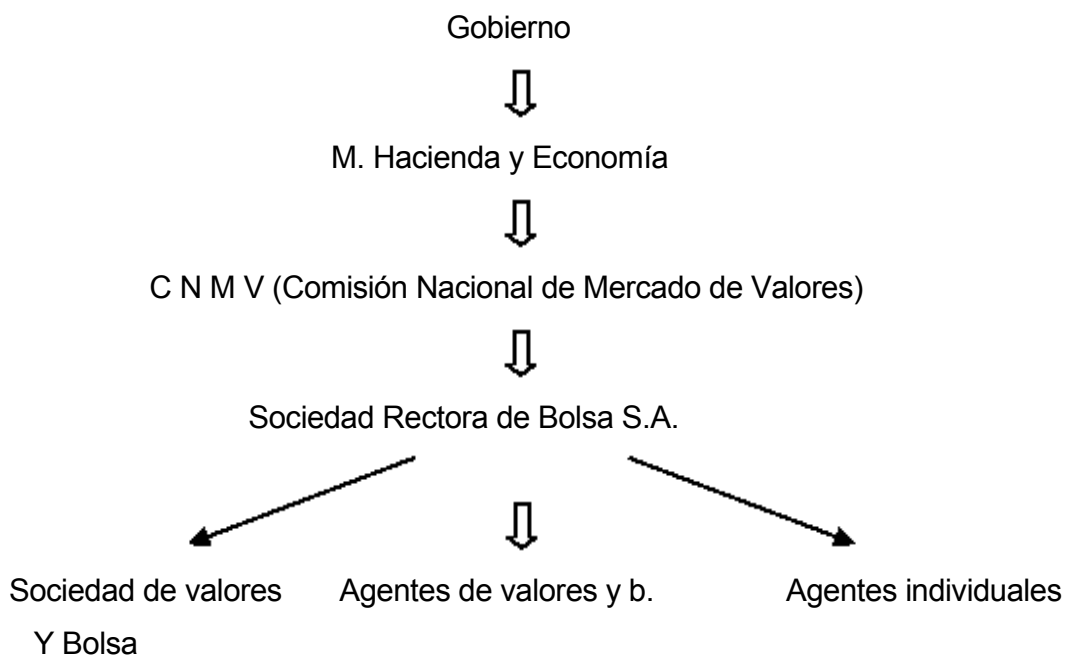 Gobierno
M. Hacienda y Economía
C N M V (Comisión Nacional de Mercado de Valores)
Sociedad Rectora de Bolsa S.A.
Sociedad de valores Agentes de valores y b. Agentes individuales
Y Bolsa